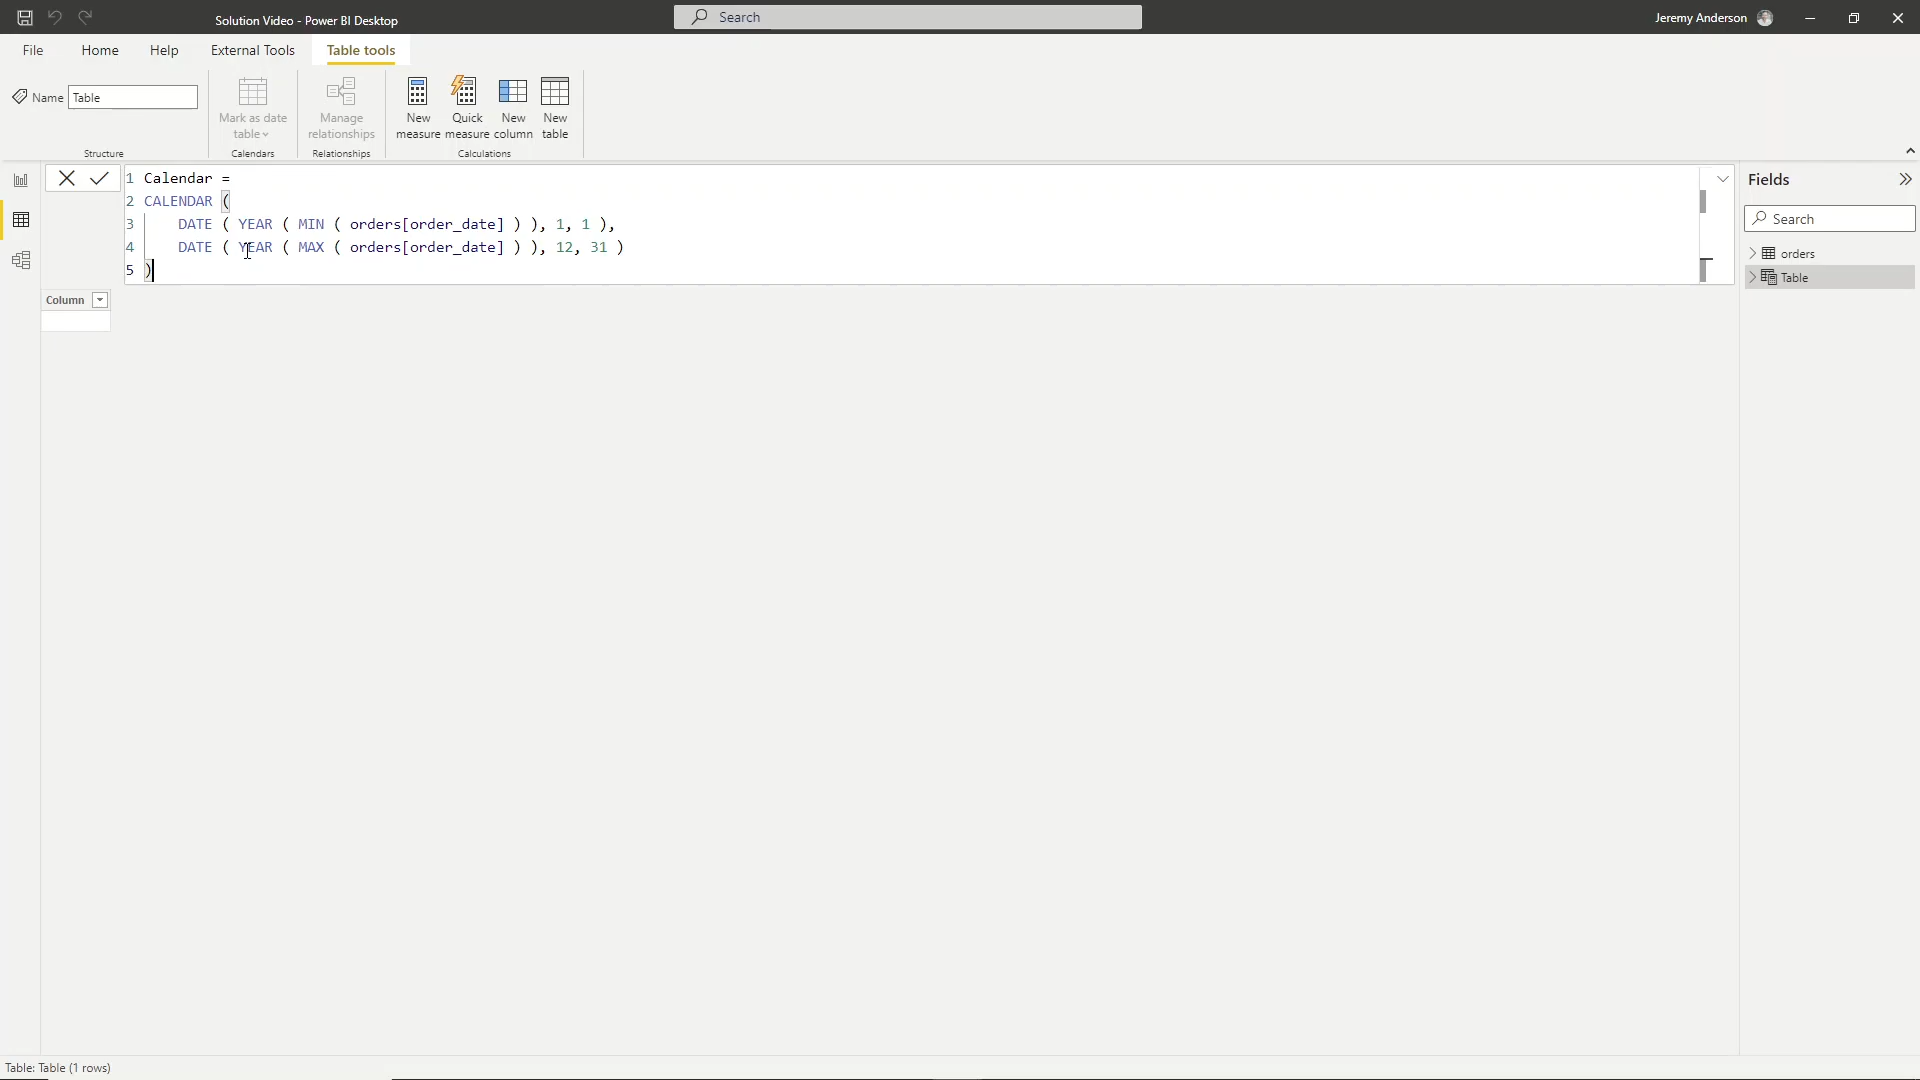 Solution Video - Power BI Desktop
Search
Jeremy Anderson
File
Home
Help
External Tools
Table tools
Name
Table
Mark as date
table
Manage
relationships
New
measure
Quick
measure
New
column
New
table
Structure
Calendars
Relationships
Calculations
1 Calendar =
2 CALENDAR (
3 DATE ( YEAR ( MIN ( orders[order_date] ) ), 1, 1 ),
4 DATE ( YEAR ( MAX ( orders[order_date] ) ), 12, 31 )
5 )
Column
Fields
Search
orders
Table
Table: Table (1 rows)